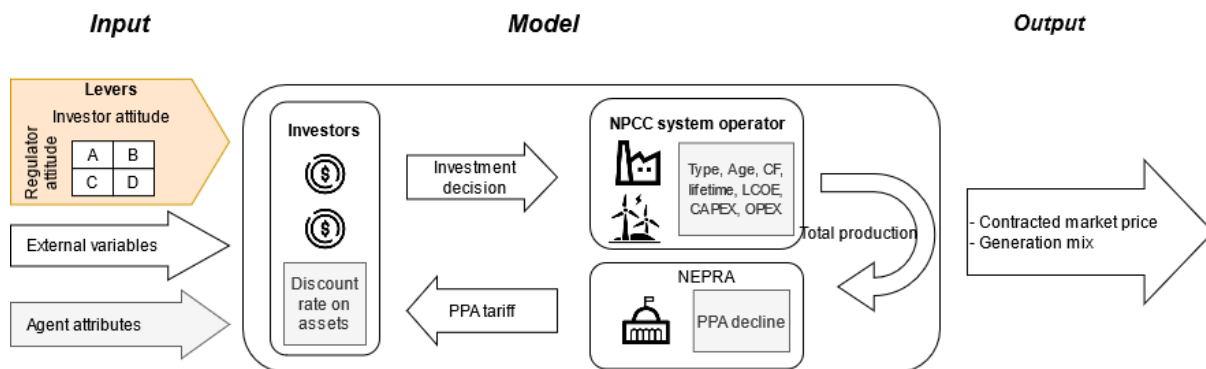 Input
Model
Output
Levers
Investor attitude
Regulator
attitude
A B
C D
External variables
Agent attributes
Investors
Discount
rate on
assets
Investment
decision
PPA tariff
NPCC system operator
Type, Age, CF,
lifetime, LCOE,
CAPEX, OPEX
Total production
NEPRA
PPA decline
- Contracted market price
- Generation mix